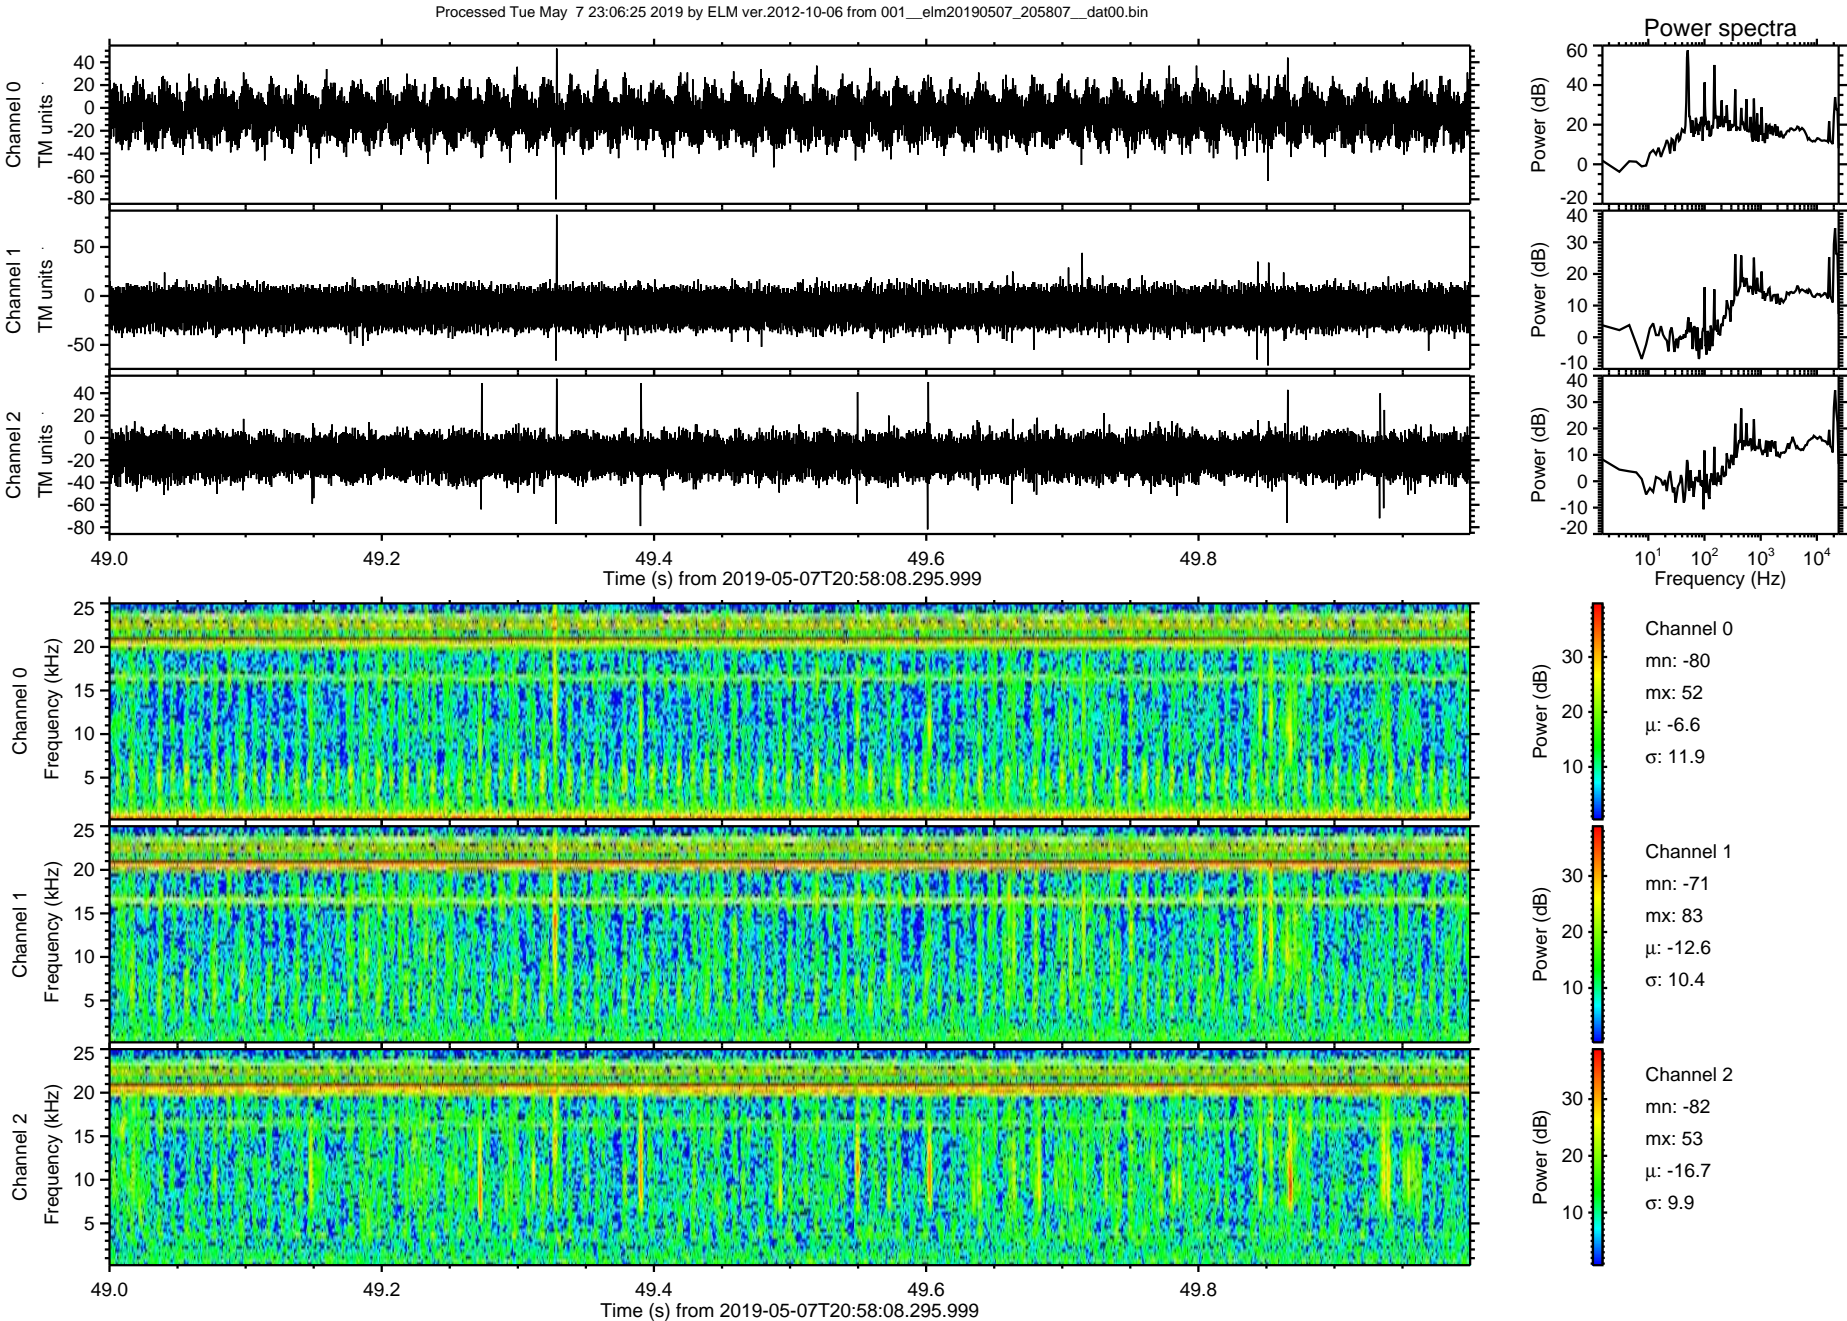 Processed Tue May  7 23:06:25 2019 by ELM ver.2012-10-06 from 001__elm20190507_205807__dat00.bin
Power spectra
Channel 0
TM units
40
20
0
-20
-40
-60
-80
Power (dB)
60
40
20
0
-20
Channel 1
TM units
50
0
-50
Power (dB)
40
30
20
10
0
-10
Channel 2
TM units
40
20
0
-20
-40
-60
-80
Power (dB)
40
30
20
10
0
-10
-20
49.0 49.2 49.4 49.6 49.8
Time (s) from 2019-05-07T20:58:08.295.999
10^1 10^2 10^3 10^4
Frequency (Hz)
Channel 0
Frequency (kHz)
25
20
15
10
5
Power (dB)
30
20
10
Channel 0
mn: -80
mx: 52
μ: -6.6
σ: 11.9
Channel 1
Frequency (kHz)
25
20
15
10
5
Power (dB)
30
20
10
Channel 1
mn: -71
mx: 83
μ: -12.6
σ: 10.4
Channel 2
Frequency (kHz)
25
20
15
10
5
Power (dB)
30
20
10
Channel 2
mn: -82
mx: 53
μ: -16.7
σ: 9.9
49.0 49.2 49.4 49.6 49.8
Time (s) from 2019-05-07T20:58:08.295.999